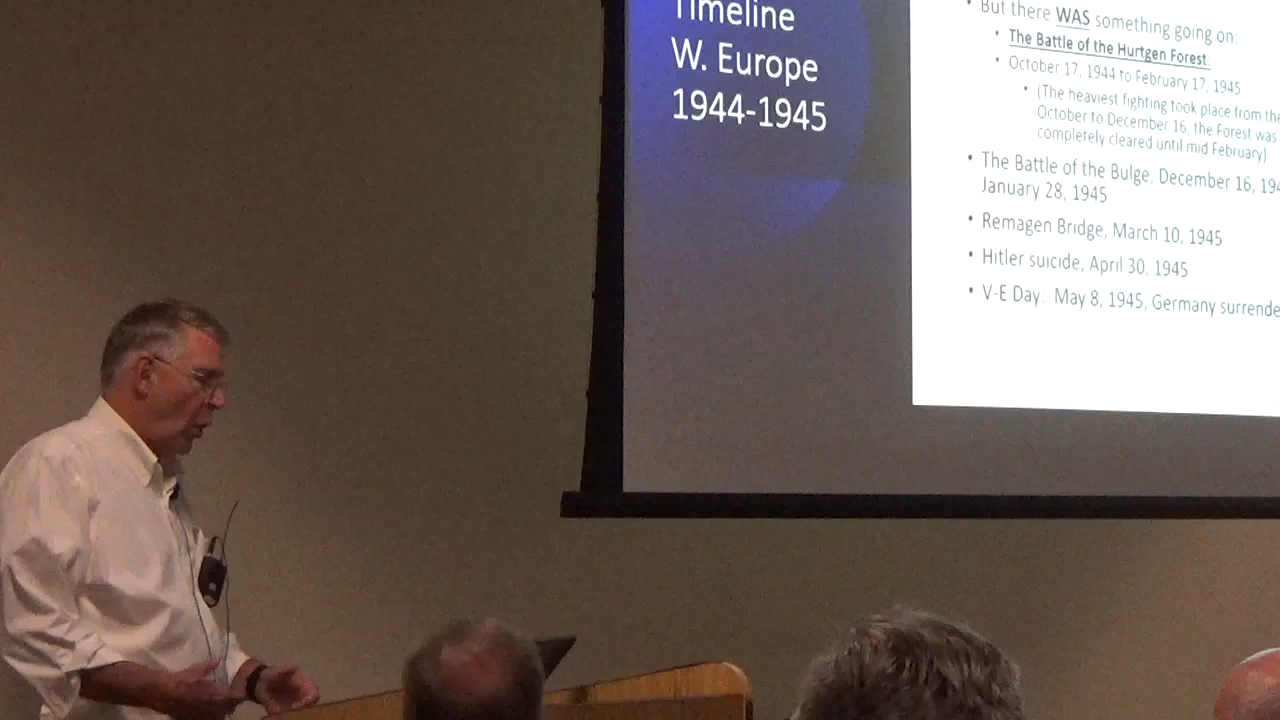 Timeline
W. Europe
1944-1945
• But there WAS something going on:
• The Battle of the Hurtgen Forest:
• October 17, 1944 to February 17, 1945
• (The heaviest fighting took place from the
October to December 16, the Forest was
completely cleared until mid February)
• The Battle of the Bulge, December 16, 194
January 28, 1945
• Remagen Bridge, March 10, 1945
• Hitler suicide, April 30, 1945
• V-E Day: May 8, 1945, Germany surrende